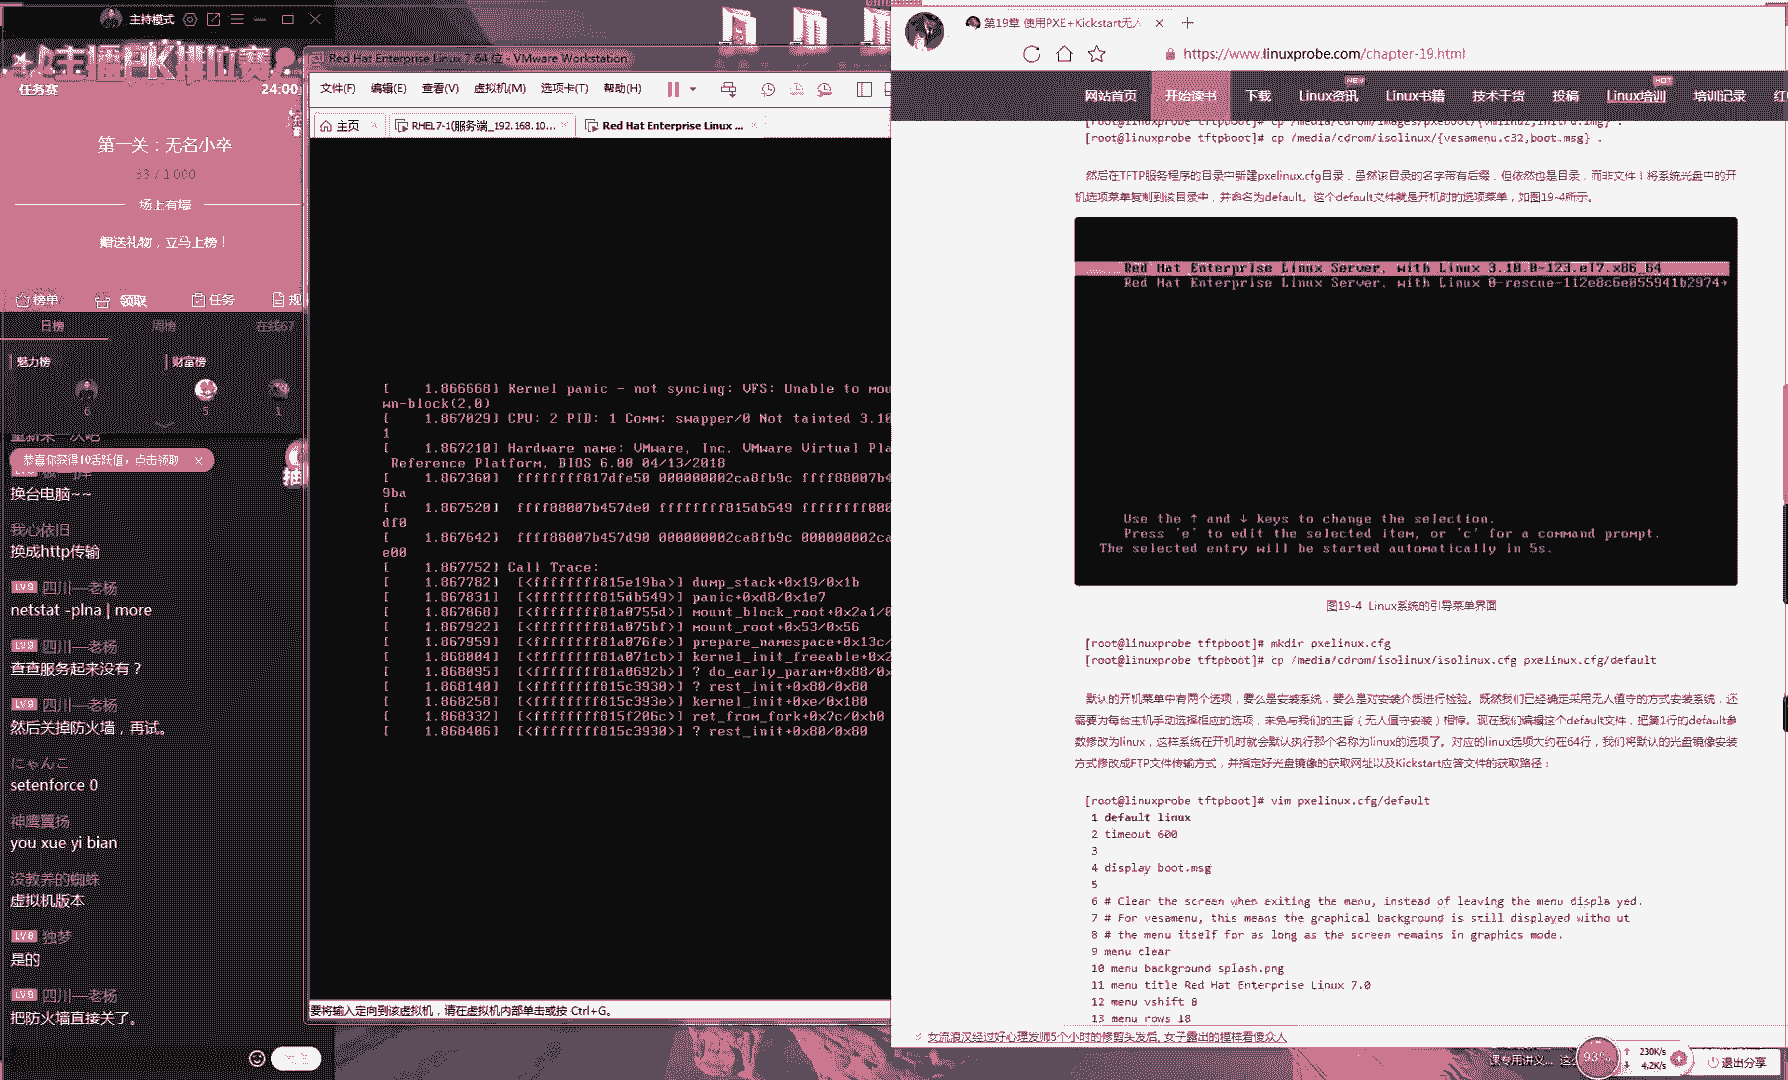 主持模式
主播PK排位赛
任务赛
24:00
第一关：无名小卒
33 / 1000
场上有墙
赠送礼物，立马上榜！
榜单
领取
任务
日榜
周榜
在线67
魅力榜
财富榜
6
5
1
恭喜你获得10活跃值，点击领取
换台电脑~~
我心依旧
换成http传输
四川—老杨
netstat -plna | more
四川—老杨
查查服务起来没有？
四川—老杨
然后关掉防火墙，再试。
にゃんこ
setenforce 0
神鹰翼扬
you xue yi bian
没教养的蜘蛛
虚拟机版本
独梦
是的
四川—老杨
把防火墙直接关了。
Red Hat Enterprise Linux 7 64 位 - VMware Workstation
文件(F) 编辑(E) 查看(V) 虚拟机(M) 选项卡(T) 帮助(H)
主页
RHEL7-1(服务端_192.168.10...
Red Hat Enterprise Linux ...
[    1.866668] Kernel panic - not syncing: VFS: Unable to mou
wn-block(2,0)
[    1.867029] CPU: 2 PID: 1 Comm: swapper/0 Not tainted 3.10
1
[    1.867210] Hardware name: VMware, Inc. VMware Virtual Pla
Reference Platform, BIOS 6.00 04/13/2018
[    1.867360]  ffffffff817dfe50 000000002ca8fb9c ffff88007b4
9ba
[    1.867520]  ffff88007b457de0 ffffffff815db549 ffffffff000
df0
[    1.867642]  ffff88007b457d90 000000002ca8fb9c 000000002ca
e00
[    1.867752] Call Trace:
[    1.867782]  [<ffffffff815e19ba>] dump_stack+0x19/0x1b
[    1.867831]  [<ffffffff815db549>] panic+0xd8/0x1e7
[    1.867868]  [<ffffffff81a0755d>] mount_block_root+0x2a1/0
[    1.867922]  [<ffffffff81a075bf>] mount_root+0x53/0x56
[    1.867959]  [<ffffffff81a076fe>] prepare_namespace+0x13c/
[    1.868004]  [<ffffffff81a071cb>] kernel_init_freeable+0x2
[    1.868095]  [<ffffffff81a0692b>] ? do_early_param+0x88/0x
[    1.868140]  [<ffffffff815c3930>] ? rest_init+0x80/0x80
[    1.868258]  [<ffffffff815c393e>] kernel_init+0xe/0x180
[    1.868332]  [<ffffffff815f206c>] ret_from_fork+0x7c/0xb0
[    1.868406]  [<ffffffff815c3930>] ? rest_init+0x80/0x80
要将输入定向到该虚拟机，请在虚拟机内部单击或按 Ctrl+G。
第19章 使用PXE+Kickstart无人
https://www.linuxprobe.com/chapter-19.html
网站首页 开始读书 下载 Linux资讯 NEW Linux书籍 技术干货 投稿 Linux培训 HOT 培训记录 红
[root@linuxprobe tftpboot]# cp /media/cdrom/images/pxeboot/{vmlinuz,initrd.img} .
[root@linuxprobe tftpboot]# cp /media/cdrom/isolinux/{vesamenu.c32,boot.msg} .
然后在TFTP服务程序的目录中新建pxelinux.cfg目录，虽然该目录的名字带有后缀，但依然也是目录，而非文件！将系统光盘中的开
机选项菜单复制到该目录中，并命名为default。这个default文件就是开机时的选项菜单，如图19-4所示。
Red Hat Enterprise Linux Server, with Linux 3.10.0-123.el7.x86_64
Red Hat Enterprise Linux Server, with Linux 0-rescue-112e8c6e055941b2974→
Use the ↑ and ↓ keys to change the selection.
Press 'e' to edit the selected item, or 'c' for a command prompt.
The selected entry will be started automatically in 5s.
图19-4 Linux系统的引导菜单界面
[root@linuxprobe tftpboot]# mkdir pxelinux.cfg
[root@linuxprobe tftpboot]# cp /media/cdrom/isolinux/isolinux.cfg pxelinux.cfg/default
默认的开机菜单中有两个选项，要么是安装系统，要么是对安装介质进行检验。既然我们已经确定采用无人值守的方式安装系统，还
需要为每台主机手动选择相应的选项，未免与我们的主旨（无人值守安装）相悖。现在我们编辑这个default文件，把第1行的default参
数修改为linux，这样系统在开机时就会默认执行那个名称为linux的选项了。对应的linux选项大约在64行，我们将默认的光盘镜像安装
方式修改成FTP文件传输方式，并指定好光盘镜像的获取网址以及Kickstart应答文件的获取路径：
[root@linuxprobe tftpboot]# vim pxelinux.cfg/default
1 default linux
2 timeout 600
3
4 display boot.msg
5
6 # Clear the screen when exiting the menu, instead of leaving the menu displa yed.
7 # For vesamenu, this means the graphical background is still displayed witho ut
8 # the menu itself for as long as the screen remains in graphics mode.
9 menu clear
10 menu background splash.png
11 menu title Red Hat Enterprise Linux 7.0
12 menu vshift 8
13 menu rows 18
女流浪汉经过好心理发师5个小时的修剪头发后, 女子露出的模样看傻众人
93%
230K/s
4.2K/s
退出分享